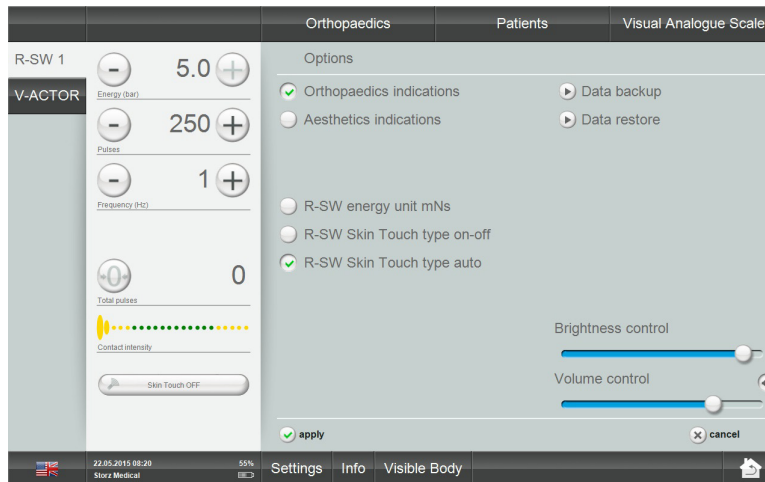 Orthopaedics Patients Visual Analogue Scale
R-SW 1
V-ACTOR
5.0
Energy (bar)
250
Pulses
1
Frequency (Hz)
0
0
Total pulses
Contact intensity
Skin Touch OFF
Options
Orthopaedics indications
Aesthetics indications
Data backup
Data restore
R-SW energy unit mNs
R-SW Skin Touch type on-off
R-SW Skin Touch type auto
Brightness control
Volume control
apply
cancel
22.05.2015 08:20 55%
Storz Medical
Settings Info Visible Body